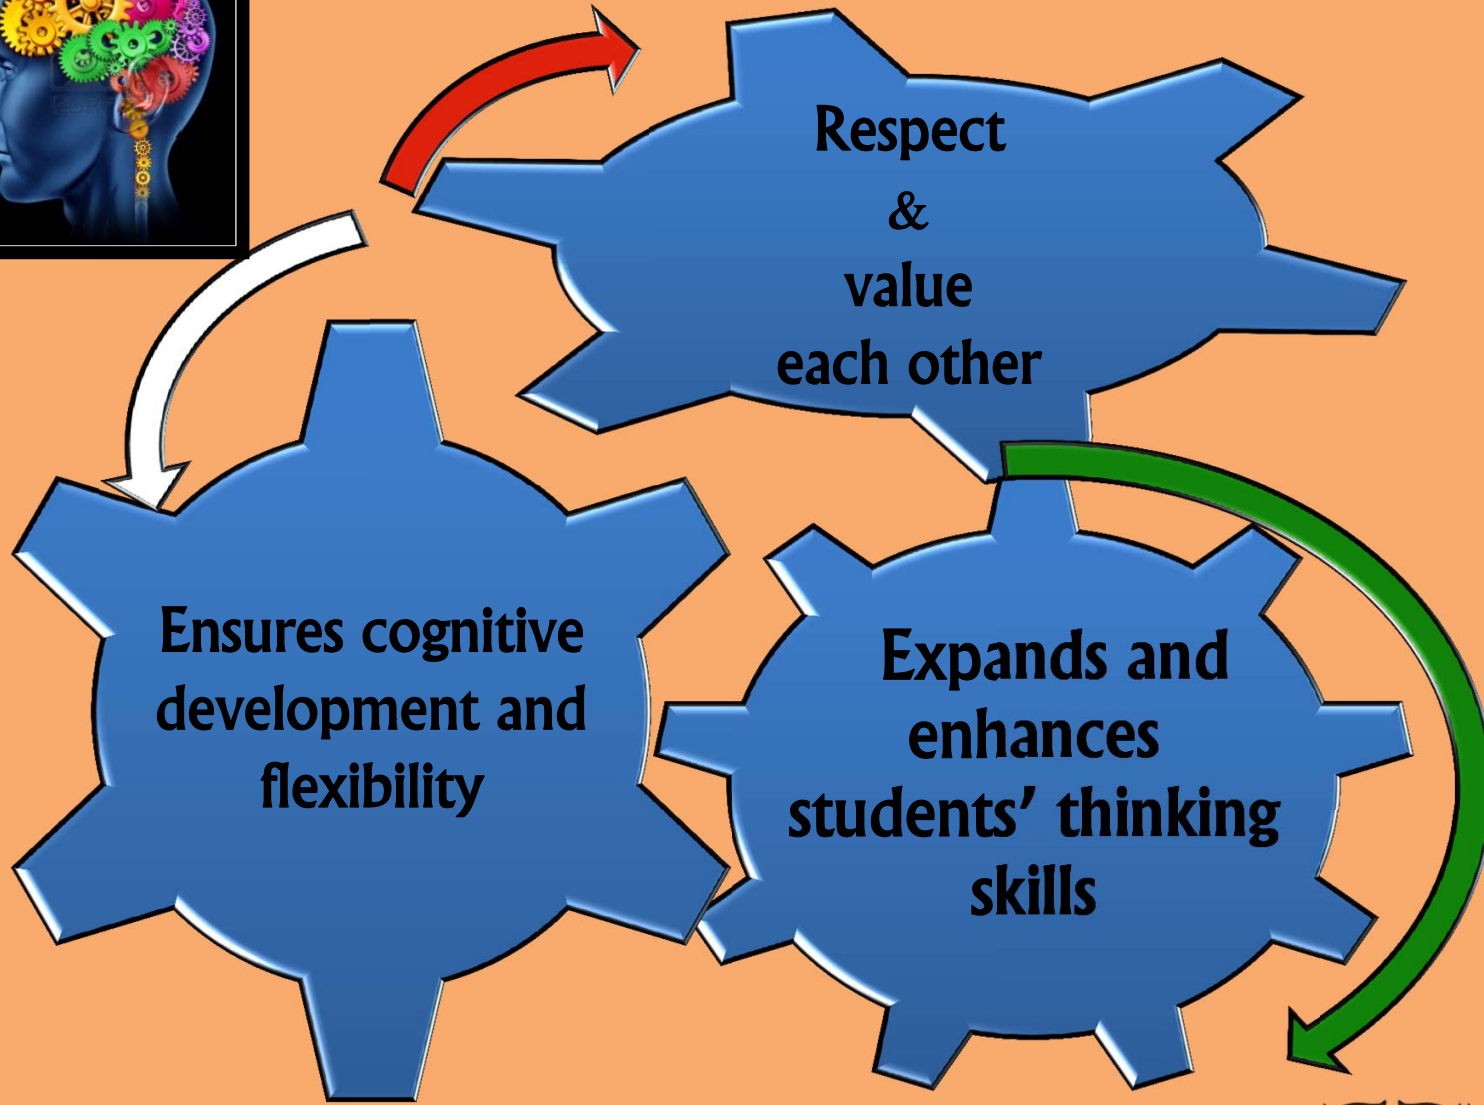 Respect
&
value
each other
Ensures cognitive
development and
flexibility
Expands and
enhances
students’ thinking
skills